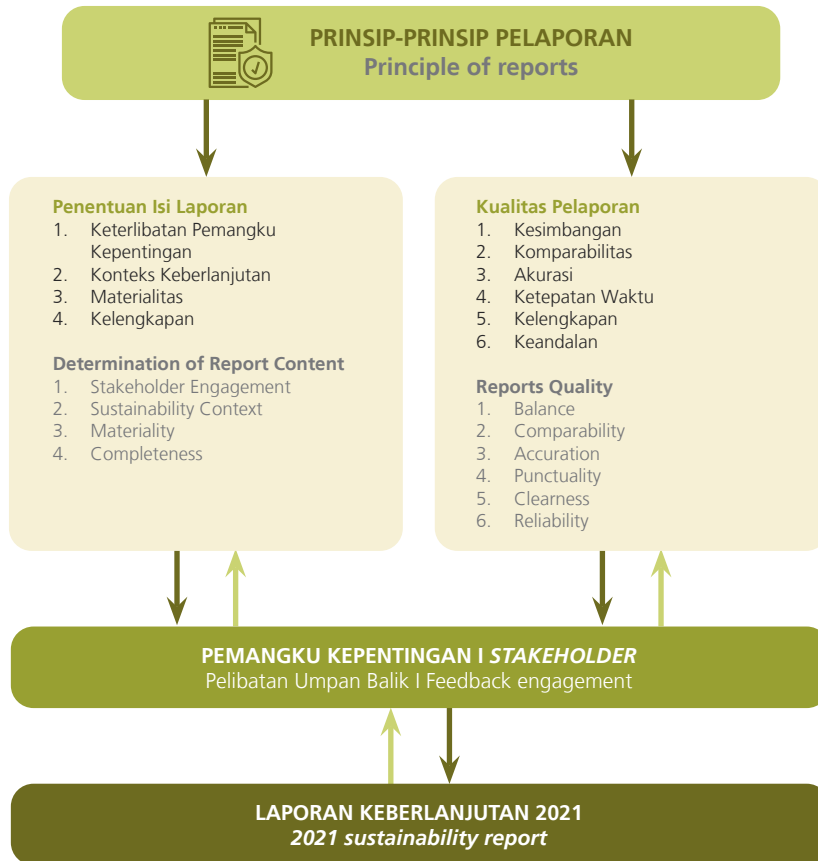 PRINSIP-PRINSIP PELAPORAN
Principle of reports
Penentuan Isi Laporan
1. Keterlibatan Pemangku
Kepentingan
2. Konteks Keberlanjutan
3. Materialitas
4. Kelengkapan
Determination of Report Content
1. Stakeholder Engagement
2. Sustainability Context
3. Materiality
4. Completeness
Kualitas Pelaporan
1. Kesimbangan
2. Komparabilitas
3. Akurasi
4. Ketepatan Waktu
5. Kelengkapan
6. Keandalan
Reports Quality
1. Balance
2. Comparability
3. Accuration
4. Punctuality
5. Clearness
6. Reliability
PEMANGKU KEPENTINGAN I STAKEHOLDER
Pelibatan Umpan Balik I Feedback engagement
LAPORAN KEBERLANJUTAN 2021
2021 sustainability report